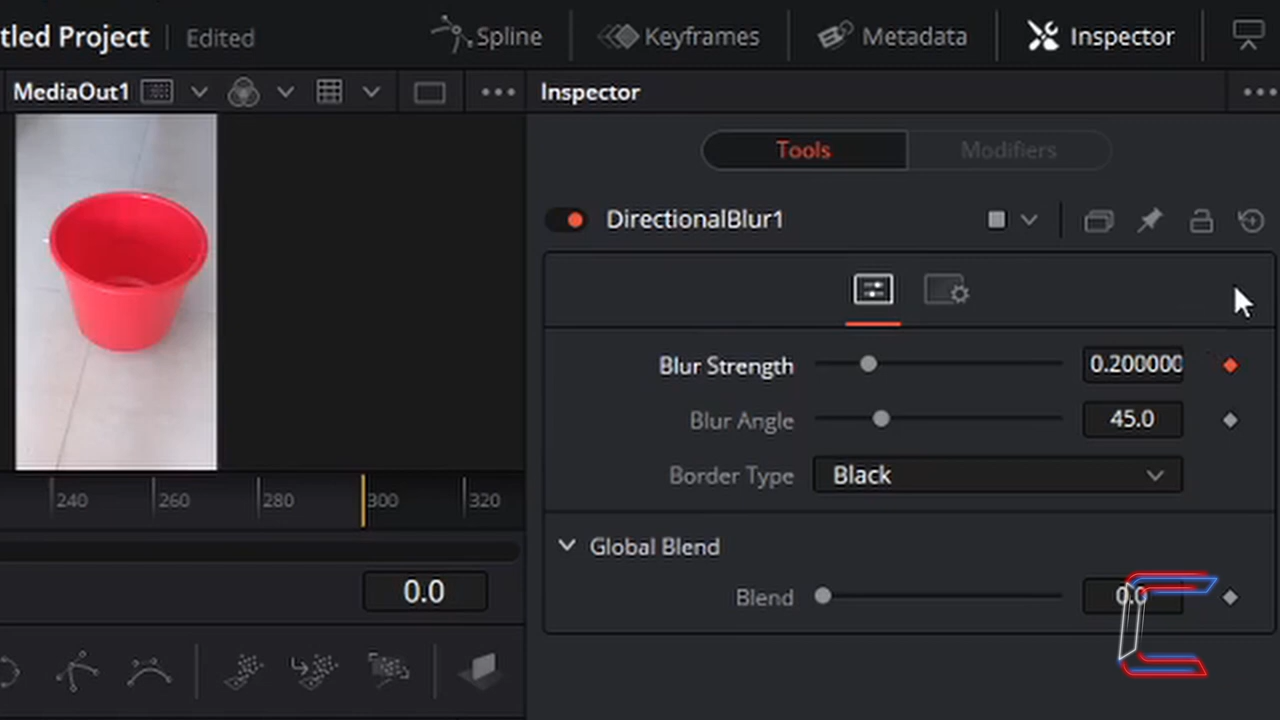 tled Project Edited Spline Keyframes Metadata Inspector
MediaOut1 Inspector
Tools Modifiers
DirectionalBlur1
Blur Strength 0.200000
Blur Angle 45.0
Border Type Black
240 260 280 300 320
Global Blend
0.0 Blend 0.0